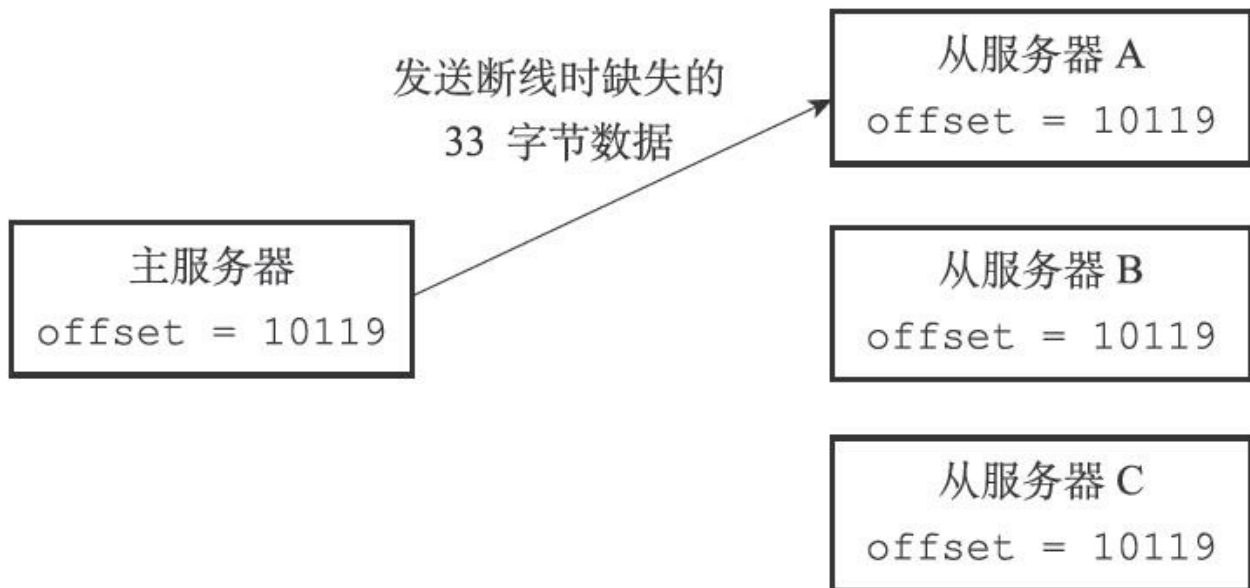 发送断线时缺失的
33 字节数据
主服务器
offset = 10119
从服务器 A
offset = 10119
从服务器 B
offset = 10119
从服务器 C
offset = 10119